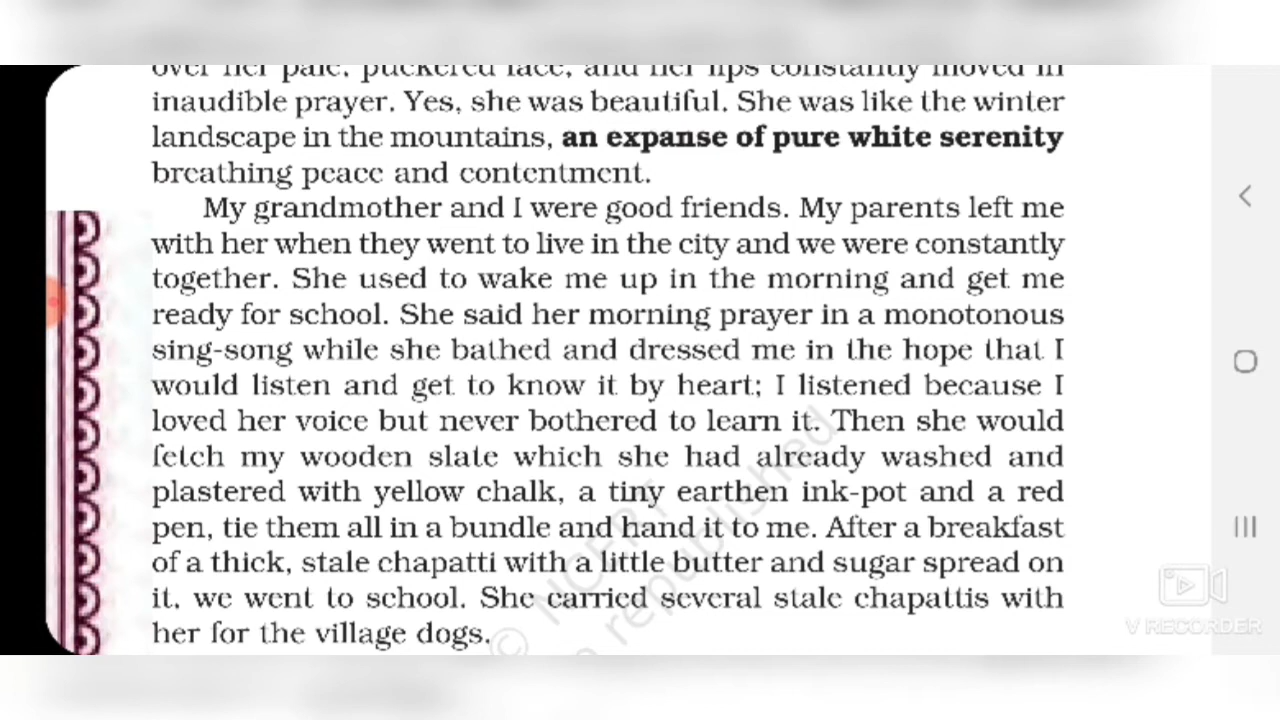 over her pale, puckered face, and her lips constantly moved in
inaudible prayer. Yes, she was beautiful. She was like the winter
landscape in the mountains, an expanse of pure white serenity
breathing peace and contentment.
My grandmother and I were good friends. My parents left me
with her when they went to live in the city and we were constantly
together. She used to wake me up in the morning and get me
ready for school. She said her morning prayer in a monotonous
sing-song while she bathed and dressed me in the hope that I
would listen and get to know it by heart; I listened because I
loved her voice but never bothered to learn it. Then she would
fetch my wooden slate which she had already washed and
plastered with yellow chalk, a tiny earthen ink-pot and a red
pen, tie them all in a bundle and hand it to me. After a breakfast
of a thick, stale chapatti with a little butter and sugar spread on
it, we went to school. She carried several stale chapattis with
her for the village dogs.
© NCERT
republished
V RECORDER